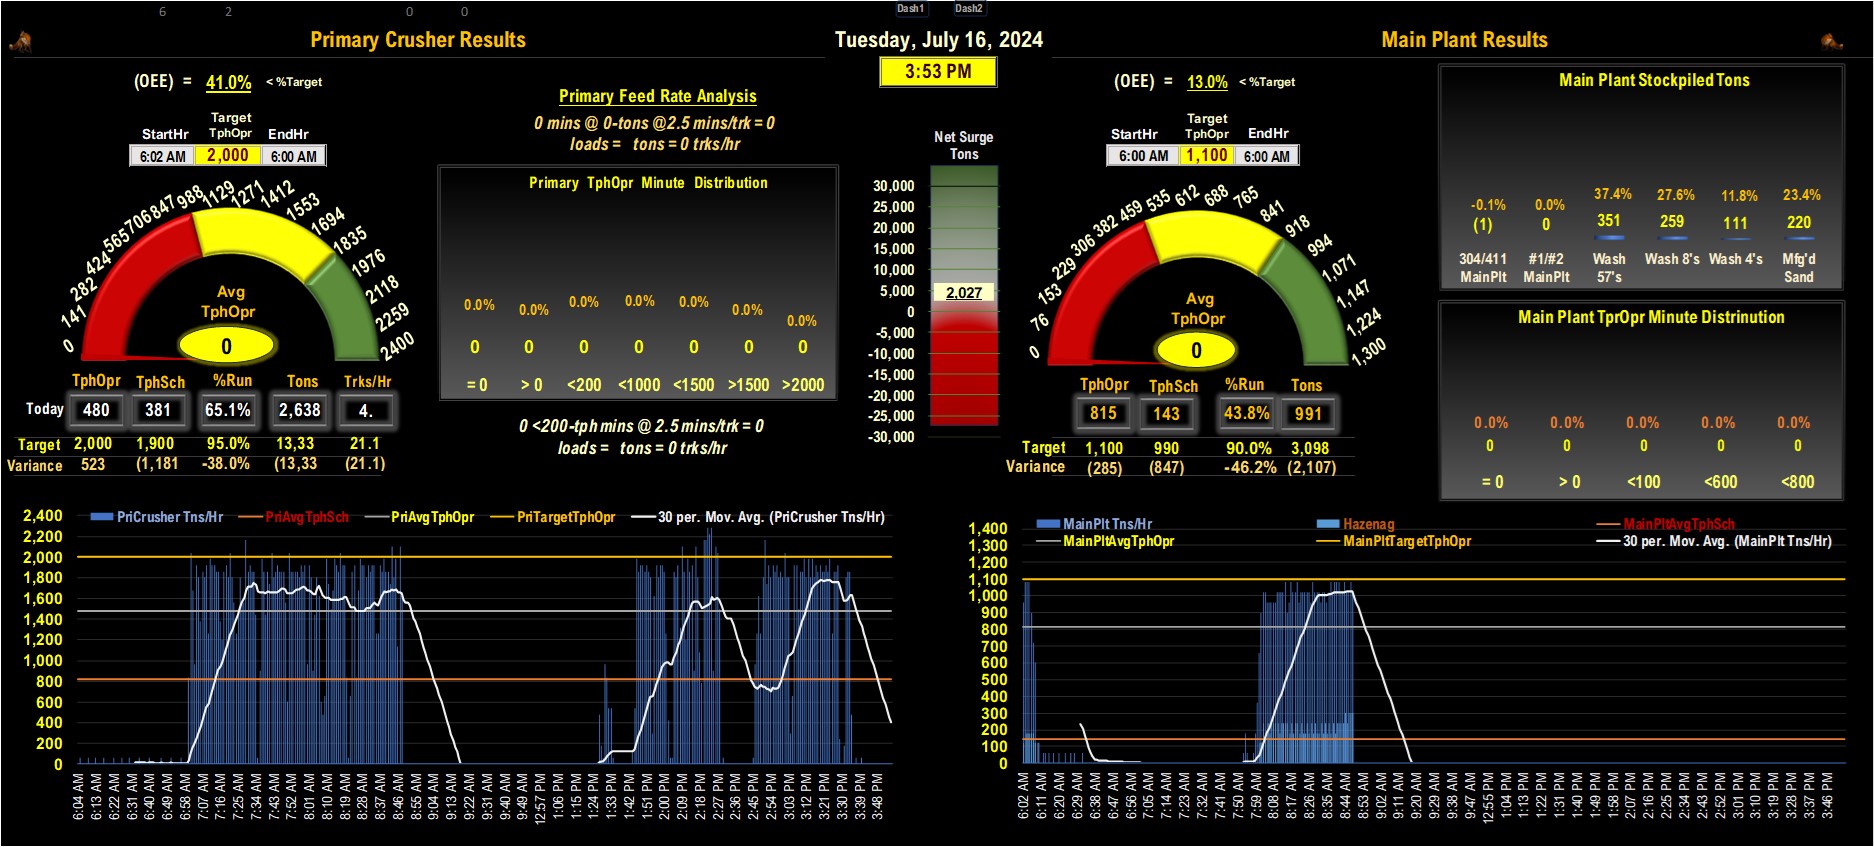 6 2 0 0 Dash1 Dash2
Primary Crusher Results
Tuesday, July 16, 2024
3:53 PM
Main Plant Results
(OEE) = 41.0% < %Target
Target
StartHr TphOpr EndHr
6:02 AM 2,000 6:00 AM
0 141 282 424 565 706 847 988 1129 1271 1412 1553 1694 1835 1976 2118 2259 2400
Avg
TphOpr
0
TphOpr TphSch %Run Tons Trks/Hr
Today 480 381 65.1% 2,638 4.
Target 2,000 1,900 95.0% 13,33 21.1
Variance 523 (1,181 -38.0% (13,33 (21.1)
Primary Feed Rate Analysis
0 mins @ 0-tons @2.5 mins/trk = 0
loads = tons = 0 trks/hr
Primary TphOpr Minute Distribution
0.0% 0.0% 0.0% 0.0% 0.0% 0.0% 0.0%
0 0 0 0 0 0 0
= 0 > 0 <200 <1000 <1500 >1500 >2000
0 <200-tph mins @ 2.5 mins/trk = 0
loads = tons = 0 trks/hr
Net Surge
Tons
30,000
25,000
20,000
15,000
10,000
5,000
2,027
0
-5,000
-10,000
-15,000
-20,000
-25,000
-30,000
(OEE) = 13.0% < %Target
Target
StartHr TphOpr EndHr
6:00 AM 1,100 6:00 AM
0 76 153 229 306 382 459 535 612 688 765 841 918 994 1,071 1,147 1,224 1,300
Avg
TphOpr
0
TphOpr TphSch %Run Tons
815 143 43.8% 991
Target 1,100 990 90.0% 3,098
Variance (285) (847) -46.2% (2,107)
Main Plant Stockpiled Tons
-0.1% 0.0% 37.4% 27.6% 11.8% 23.4%
(1) 0 351 259 111 220
304/411 #1/#2 Wash Wash 8's Wash 4's Mfg'd
MainPlt MainPlt 57's Sand
Main Plant TprOpr Minute Distrinution
0.0% 0.0% 0.0% 0.0% 0.0% 0.0%
0 0 0 0 0
= 0 > 0 <100 <600 <800
PriCrusher Tns/Hr PriAvgTphSch PriAvgTphOpr PriTargetTphOpr 30 per. Mov. Avg. (PriCrusher Tns/Hr)
2,400
2,200
2,000
1,800
1,600
1,400
1,200
1,000
800
600
400
200
0
6:04 AM 6:13 AM 6:22 AM 6:31 AM 6:40 AM 6:49 AM 6:58 AM 7:07 AM 7:16 AM 7:25 AM 7:34 AM 7:43 AM 7:52 AM 8:01 AM 8:10 AM 8:19 AM 8:28 AM 8:37 AM 8:46 AM 8:55 AM 9:04 AM 9:13 AM 9:22 AM 9:31 AM 9:40 AM 9:49 AM 12:57 PM 1:06 PM 1:15 PM 1:24 PM 1:33 PM 1:42 PM 1:51 PM 2:00 PM 2:09 PM 2:18 PM 2:27 PM 2:36 PM 2:45 PM 2:54 PM 3:03 PM 3:12 PM 3:21 PM 3:30 PM 3:39 PM 3:48 PM
MainPlt Tns/Hr Hazenag MainPltAvgTphSch
MainPltAvgTphOpr MainPltTargetTphOpr 30 per. Mov. Avg. (MainPlt Tns/Hr)
1,400
1,300
1,200
1,100
1,000
900
800
700
600
500
400
300
200
100
0
6:02 AM 6:11 AM 6:20 AM 6:29 AM 6:38 AM 6:47 AM 6:56 AM 7:05 AM 7:14 AM 7:23 AM 7:32 AM 7:41 AM 7:50 AM 7:59 AM 8:08 AM 8:17 AM 8:26 AM 8:35 AM 8:44 AM 8:53 AM 9:02 AM 9:11 AM 9:20 AM 9:29 AM 9:38 AM 9:47 AM 12:55 PM 1:04 PM 1:13 PM 1:22 PM 1:31 PM 1:40 PM 1:49 PM 1:58 PM 2:07 PM 2:16 PM 2:25 PM 2:34 PM 2:43 PM 2:52 PM 3:01 PM 3:10 PM 3:19 PM 3:28 PM 3:37 PM 3:46 PM